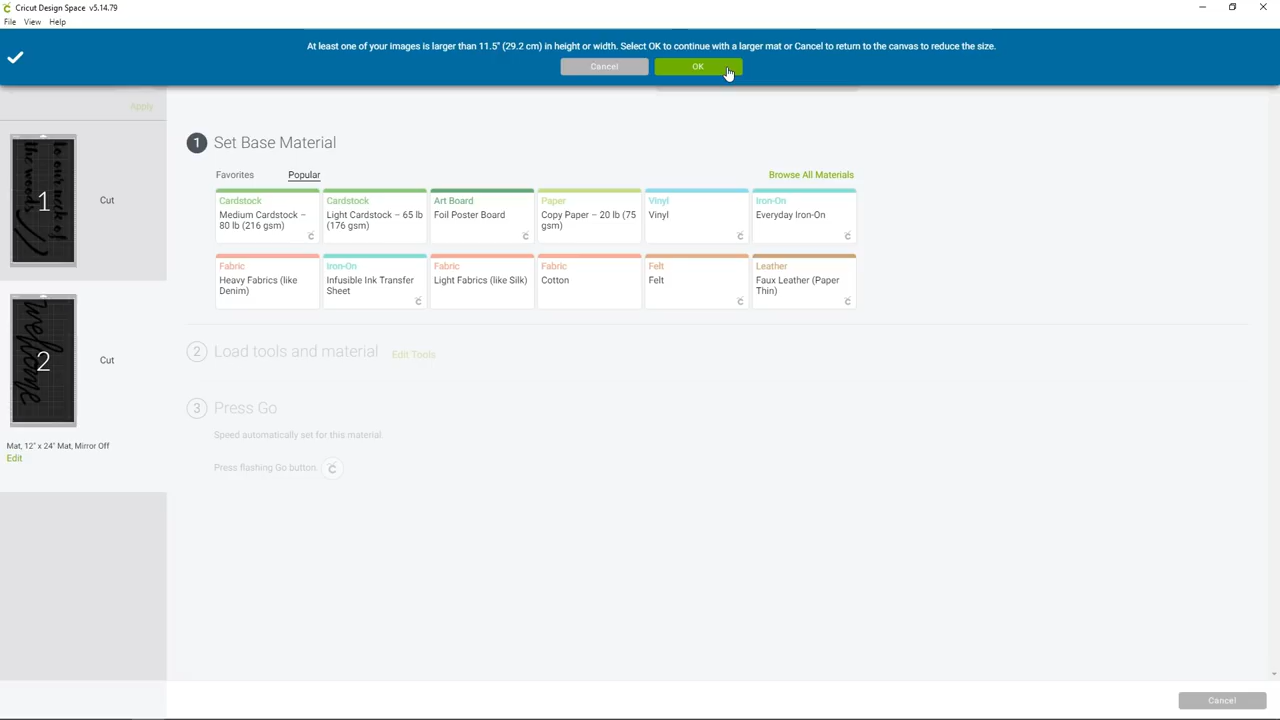 Cricut Design Space v5.14.79
File View Help
At least one of your images is larger than 11.5" (29.2 cm) in height or width. Select OK to continue with a larger mat or Cancel to return to the canvas to reduce the size.
Cancel OK
Apply
1 Set Base Material
Favorites Popular Browse All Materials
Cardstock
Medium Cardstock – 80 lb (216 gsm)
Cardstock
Light Cardstock – 65 lb (176 gsm)
Art Board
Foil Poster Board
Paper
Copy Paper – 20 lb (75 gsm)
Vinyl
Vinyl
Iron-On
Everyday Iron-On
Fabric
Heavy Fabrics (like Denim)
Iron-On
Infusible Ink Transfer Sheet
Fabric
Light Fabrics (like Silk)
Fabric
Cotton
Felt
Felt
Leather
Faux Leather (Paper Thin)
1 Cut
welcome
2 Cut
Mat, 12" x 24" Mat, Mirror Off
Edit
2 Load tools and material Edit Tools
3 Press Go
Speed automatically set for this material.
Press flashing Go button
Cancel